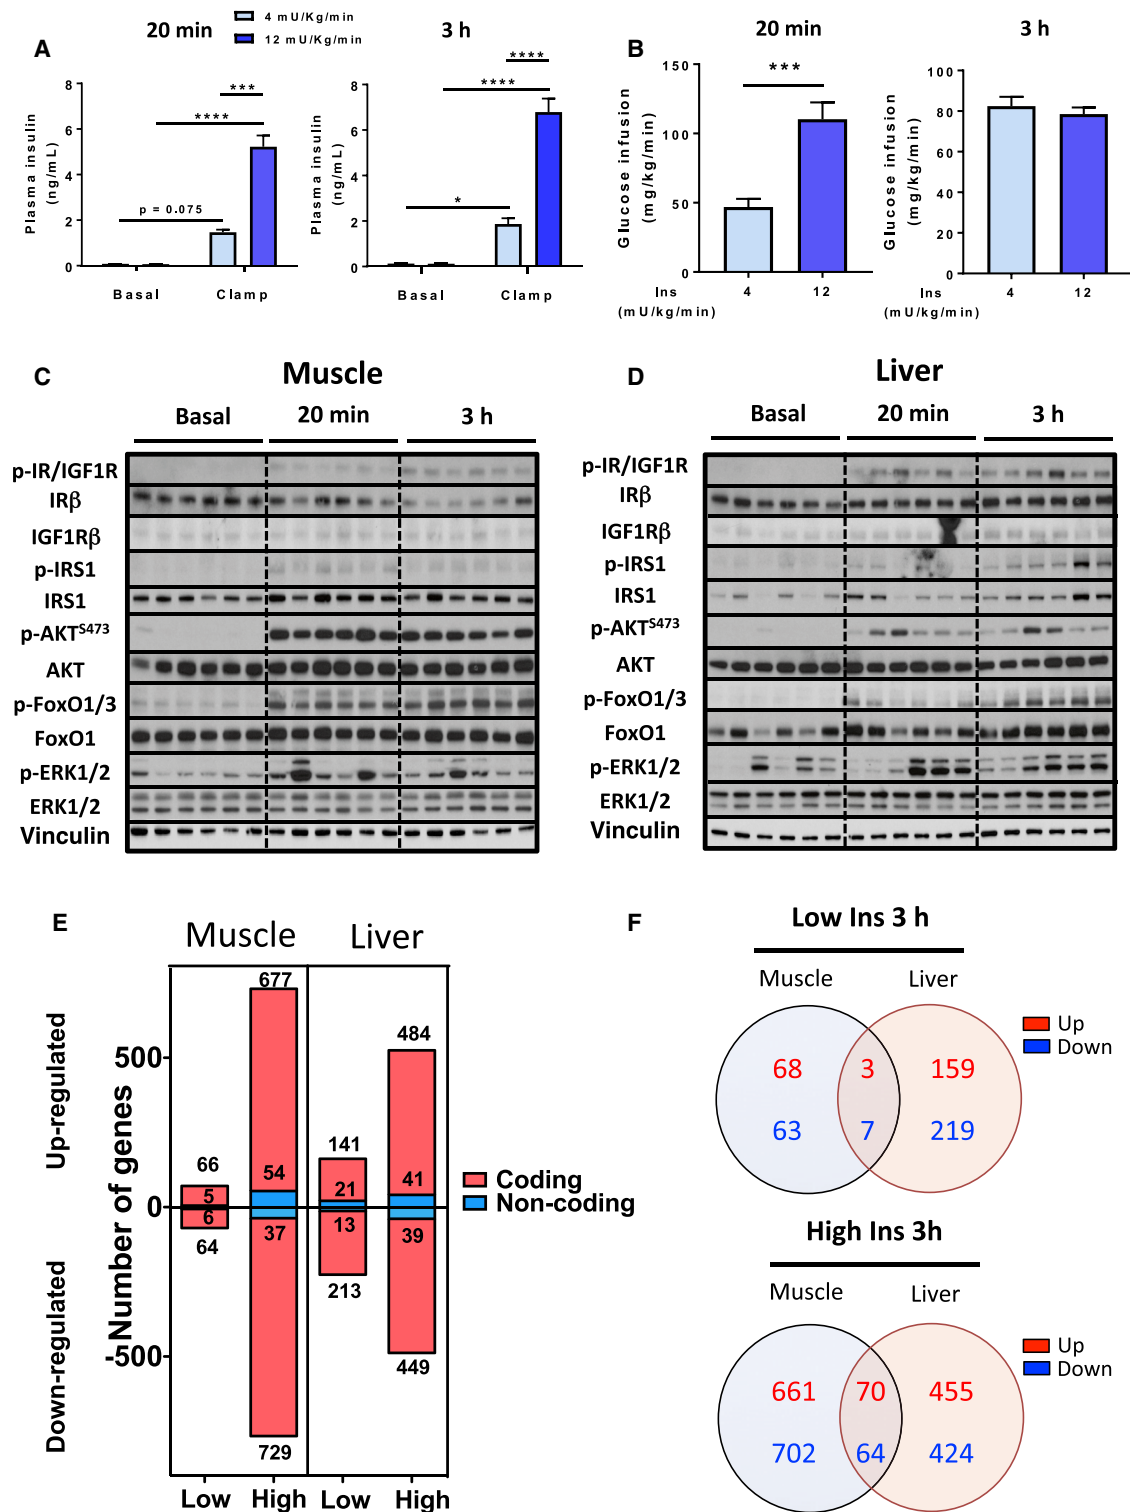 A
20 min
4 mU/Kg/min
12 mU/Kg/min
3 h
Plasma insulin
(ng/mL)
8
6
4
2
0
***
****
p = 0.075
Basal
Clamp
Plasma insulin
(ng/mL)
8
6
4
2
0
****
****
*
Basal
Clamp
B
20 min
3 h
Glucose infusion
(mg/kg/min)
150
100
50
0
***
Ins
(mU/kg/min)
4
12
Glucose infusion
(mg/kg/min)
100
80
60
40
20
0
Ins
(mU/kg/min)
4
12
C
Muscle
Basal
20 min
3 h
p-IR/IGF1R
IRβ
IGF1Rβ
p-IRS1
IRS1
p-AKTS473
AKT
p-FoxO1/3
FoxO1
p-ERK1/2
ERK1/2
Vinculin
D
Liver
Basal
20 min
3 h
p-IR/IGF1R
IRβ
IGF1Rβ
p-IRS1
IRS1
p-AKTS473
AKT
p-FoxO1/3
FoxO1
p-ERK1/2
ERK1/2
Vinculin
E
Muscle
Liver
Up-regulated
Down-regulated
Number of genes
500
0
-500
677
484
66
54
141
41
5
21
6
37
13
39
64
213
449
729
Low
High
Low
High
Coding
Non-coding
F
Low Ins 3 h
Muscle
Liver
68
3
159
63
7
219
Up
Down
High Ins 3h
Muscle
Liver
661
70
455
702
64
424
Up
Down